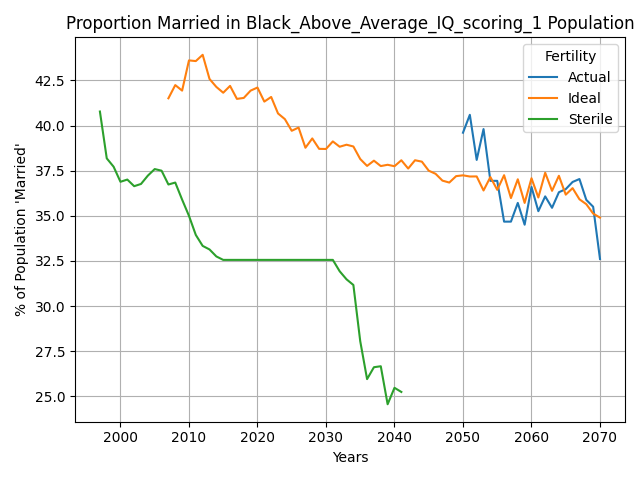 Proportion Married in Black_Above_Average_IQ_scoring_1 Population
% of Population 'Married'
42.5
40.0
37.5
35.0
32.5
30.0
27.5
25.0
Fertility
Actual
Ideal
Sterile
2000 2010 2020 2030 2040 2050 2060 2070
Years